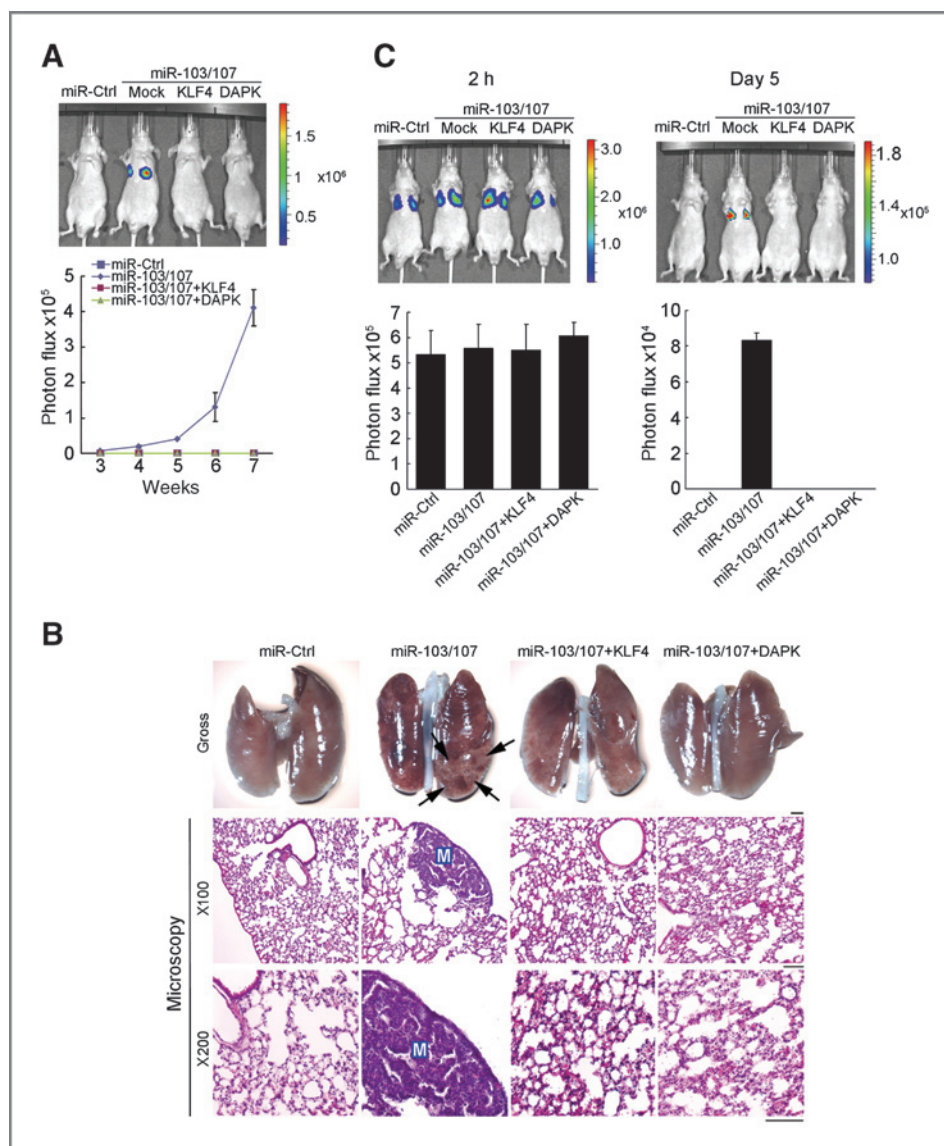 A
miR-103/107
miR-Ctrl Mock KLF4 DAPK
1.5
x10⁶
1.0
0.5
miR-Ctrl
miR-103/107
miR-103/107+KLF4
miR-103/107+DAPK
Photon flux x10⁵
5
4
3
2
1
0
3 4 5 6 7
Weeks
C
2 h
miR-103/107
miR-Ctrl Mock KLF4 DAPK
3.0
2.0
x10⁶
1.0
Photon flux x10⁵
7
6
5
4
3
2
1
0
miR-Ctrl
miR-103/107
miR-103/107+KLF4
miR-103/107+DAPK
Day 5
miR-103/107
miR-Ctrl Mock KLF4 DAPK
1.8
1.4
x10⁵
1.0
Photon flux x10⁴
10
8
6
4
2
0
miR-Ctrl
miR-103/107
miR-103/107+KLF4
miR-103/107+DAPK
B
miR-Ctrl miR-103/107 miR-103/107+KLF4 miR-103/107+DAPK
Gross
Microscopy
X100
M
X200
M